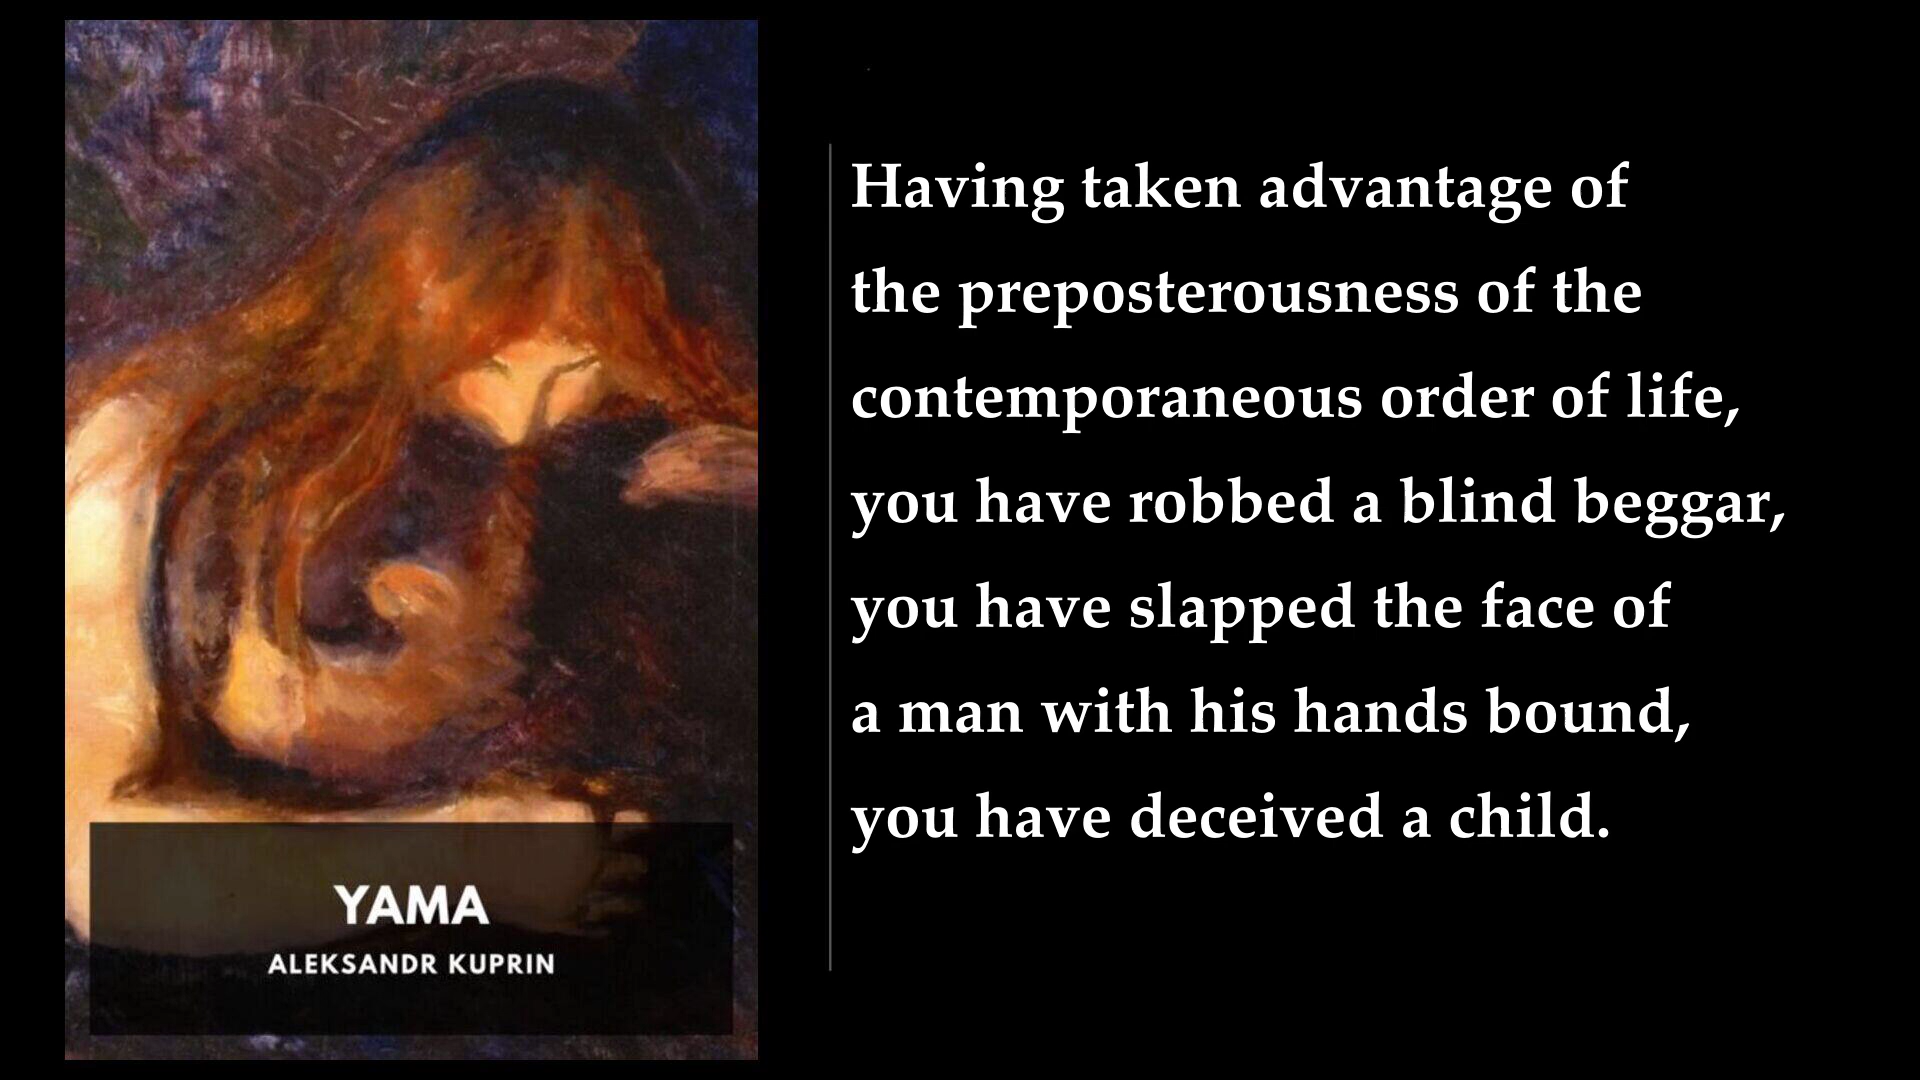 YAMA
ALEKSANDR KUPRIN
Having taken advantage of
the preposterousness of the
contemporaneous order of life,
you have robbed a blind beggar,
you have slapped the face of
a man with his hands bound,
you have deceived a child.